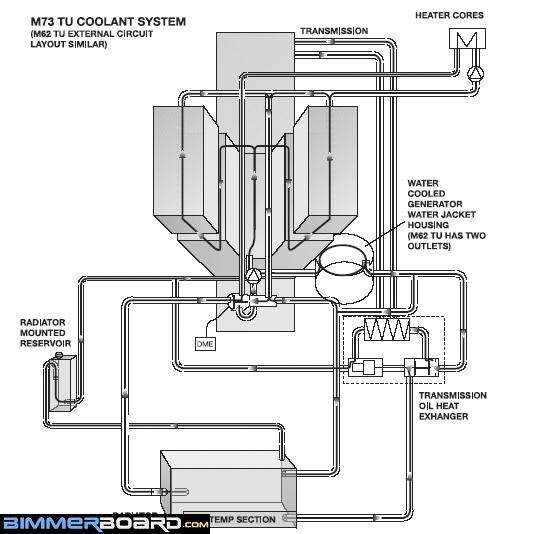 M73 TU COOLANT SYSTEM
(M62 TU EXTERNAL CIRCUIT
LAYOUT SIMILAR)
TRANSMISSION
HEATER CORES
WATER
COOLED
GENERATOR
WATER JACKET
HOUSING
(M62 TU HAS TWO
OUTLETS)
RADIATOR
MOUNTED
RESERVOIR
DME
TRANSMISSION
OIL HEAT
EXHANGER
TEMP SECTION
BIMMERBOARD.COM